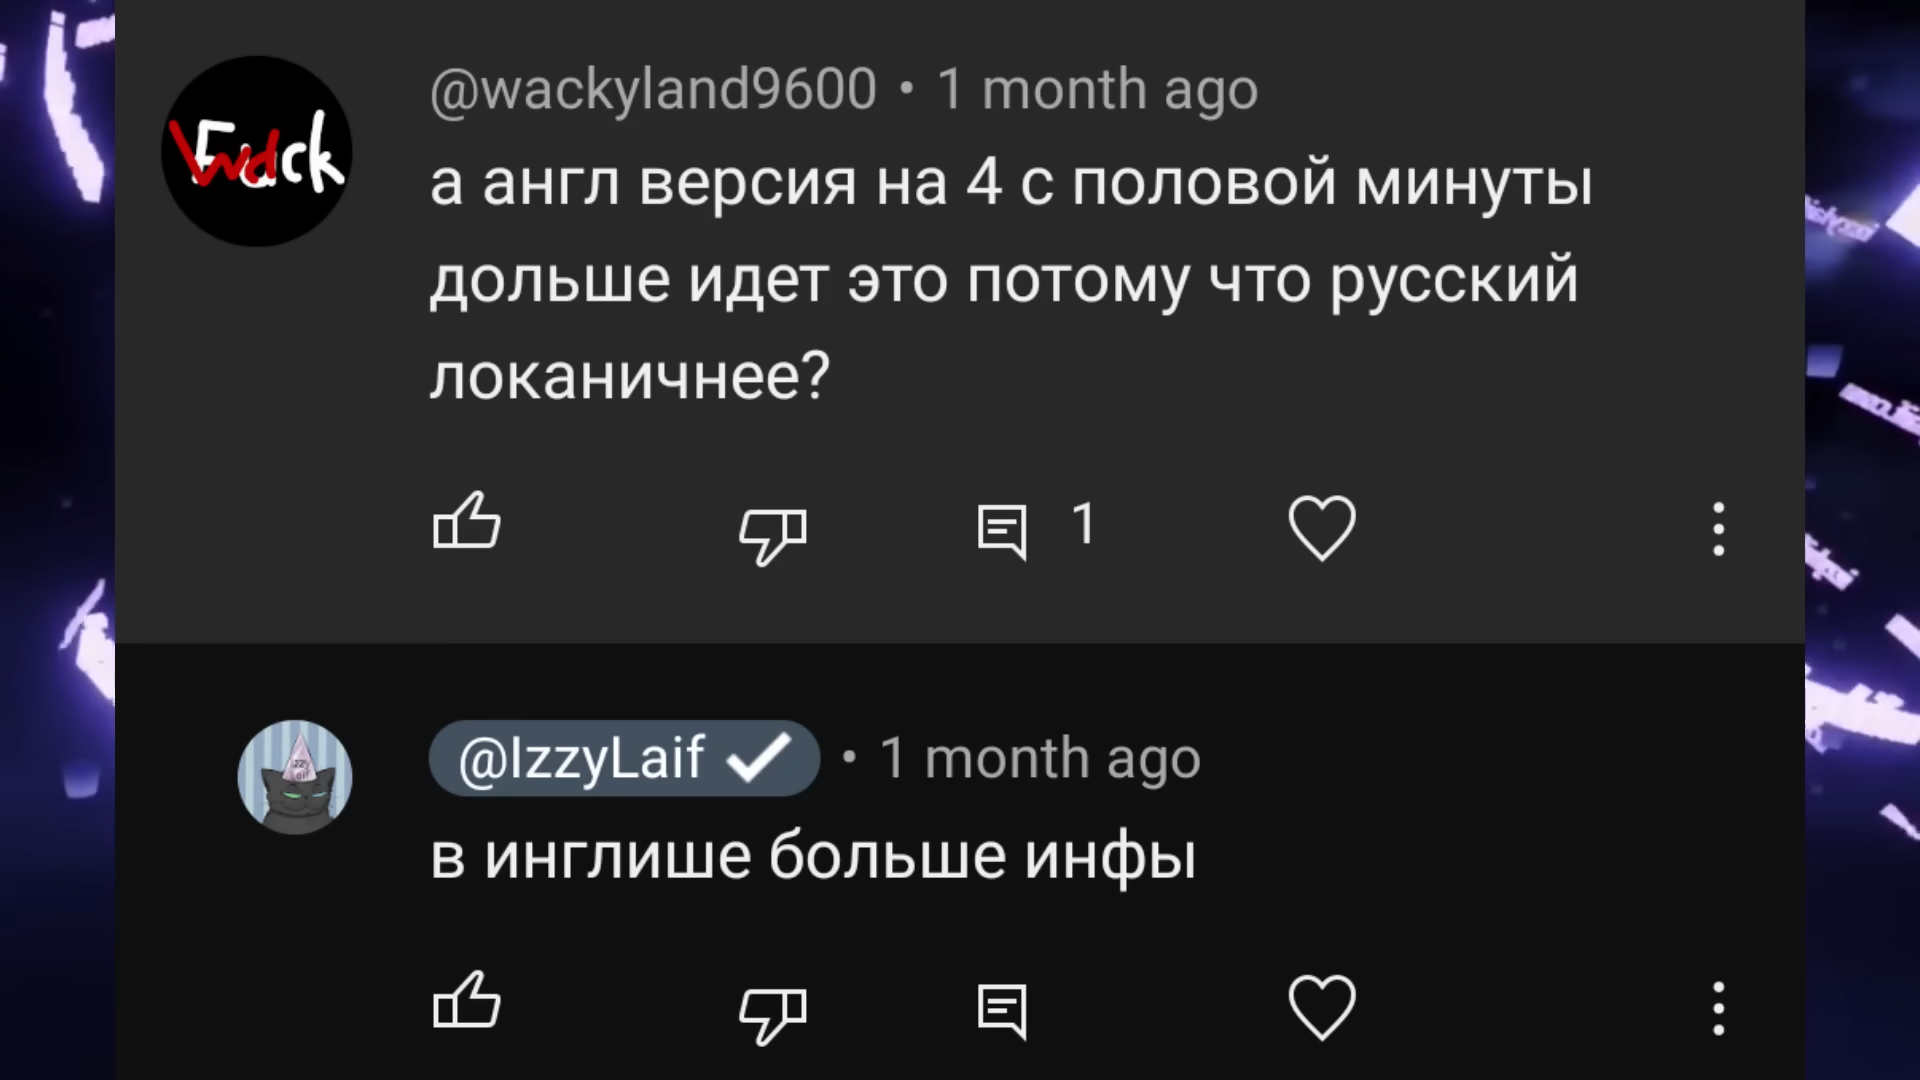 @wackyland9600 • 1 month ago
а англ версия на 4 с половой минуты
дольше идет это потому что русский
локаничнее?
1
@IzzyLaif • 1 month ago
в инглише больше инфы